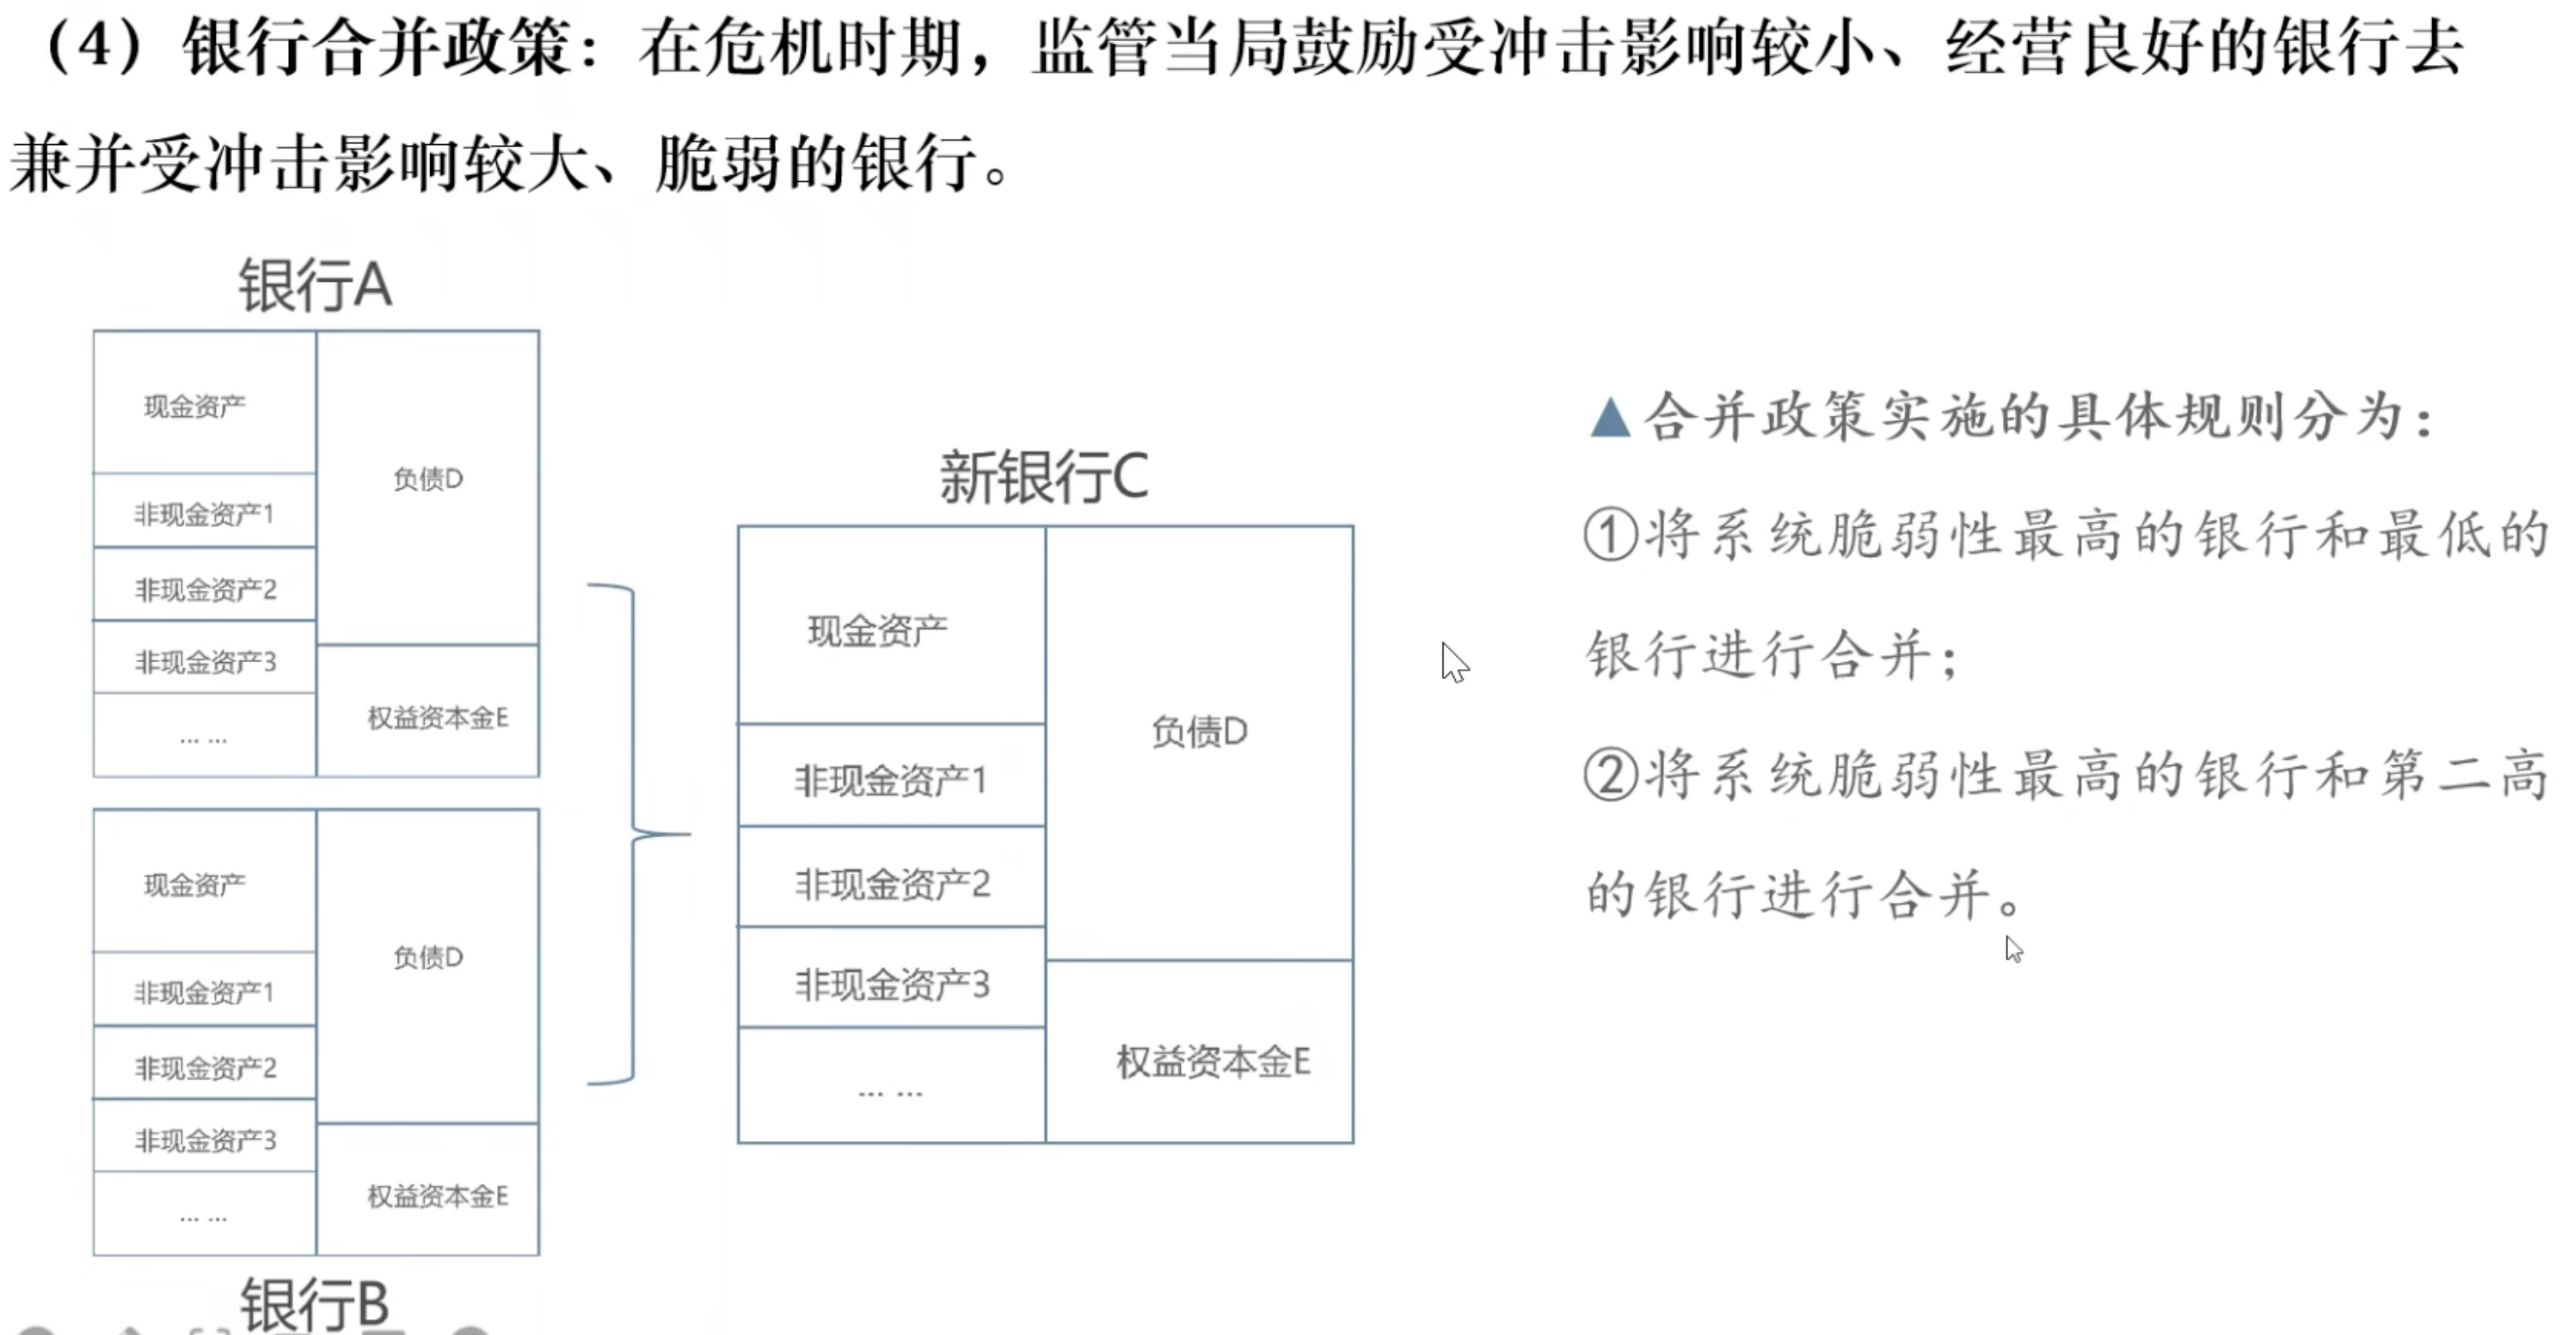 （4）银行合并政策：在危机时期，监管当局鼓励受冲击影响较小、经营良好的银行去
兼并受冲击影响较大、脆弱的银行。
银行A
现金资产
非现金资产1
非现金资产2
非现金资产3
... ...
负债D
权益资本金E
现金资产
非现金资产1
非现金资产2
非现金资产3
... ...
负债D
权益资本金E
银行B
新银行C
现金资产
非现金资产1
非现金资产2
非现金资产3
... ...
负债D
权益资本金E
▲合并政策实施的具体规则分为：
①将系统脆弱性最高的银行和最低的
银行进行合并；
②将系统脆弱性最高的银行和第二高
的银行进行合并。